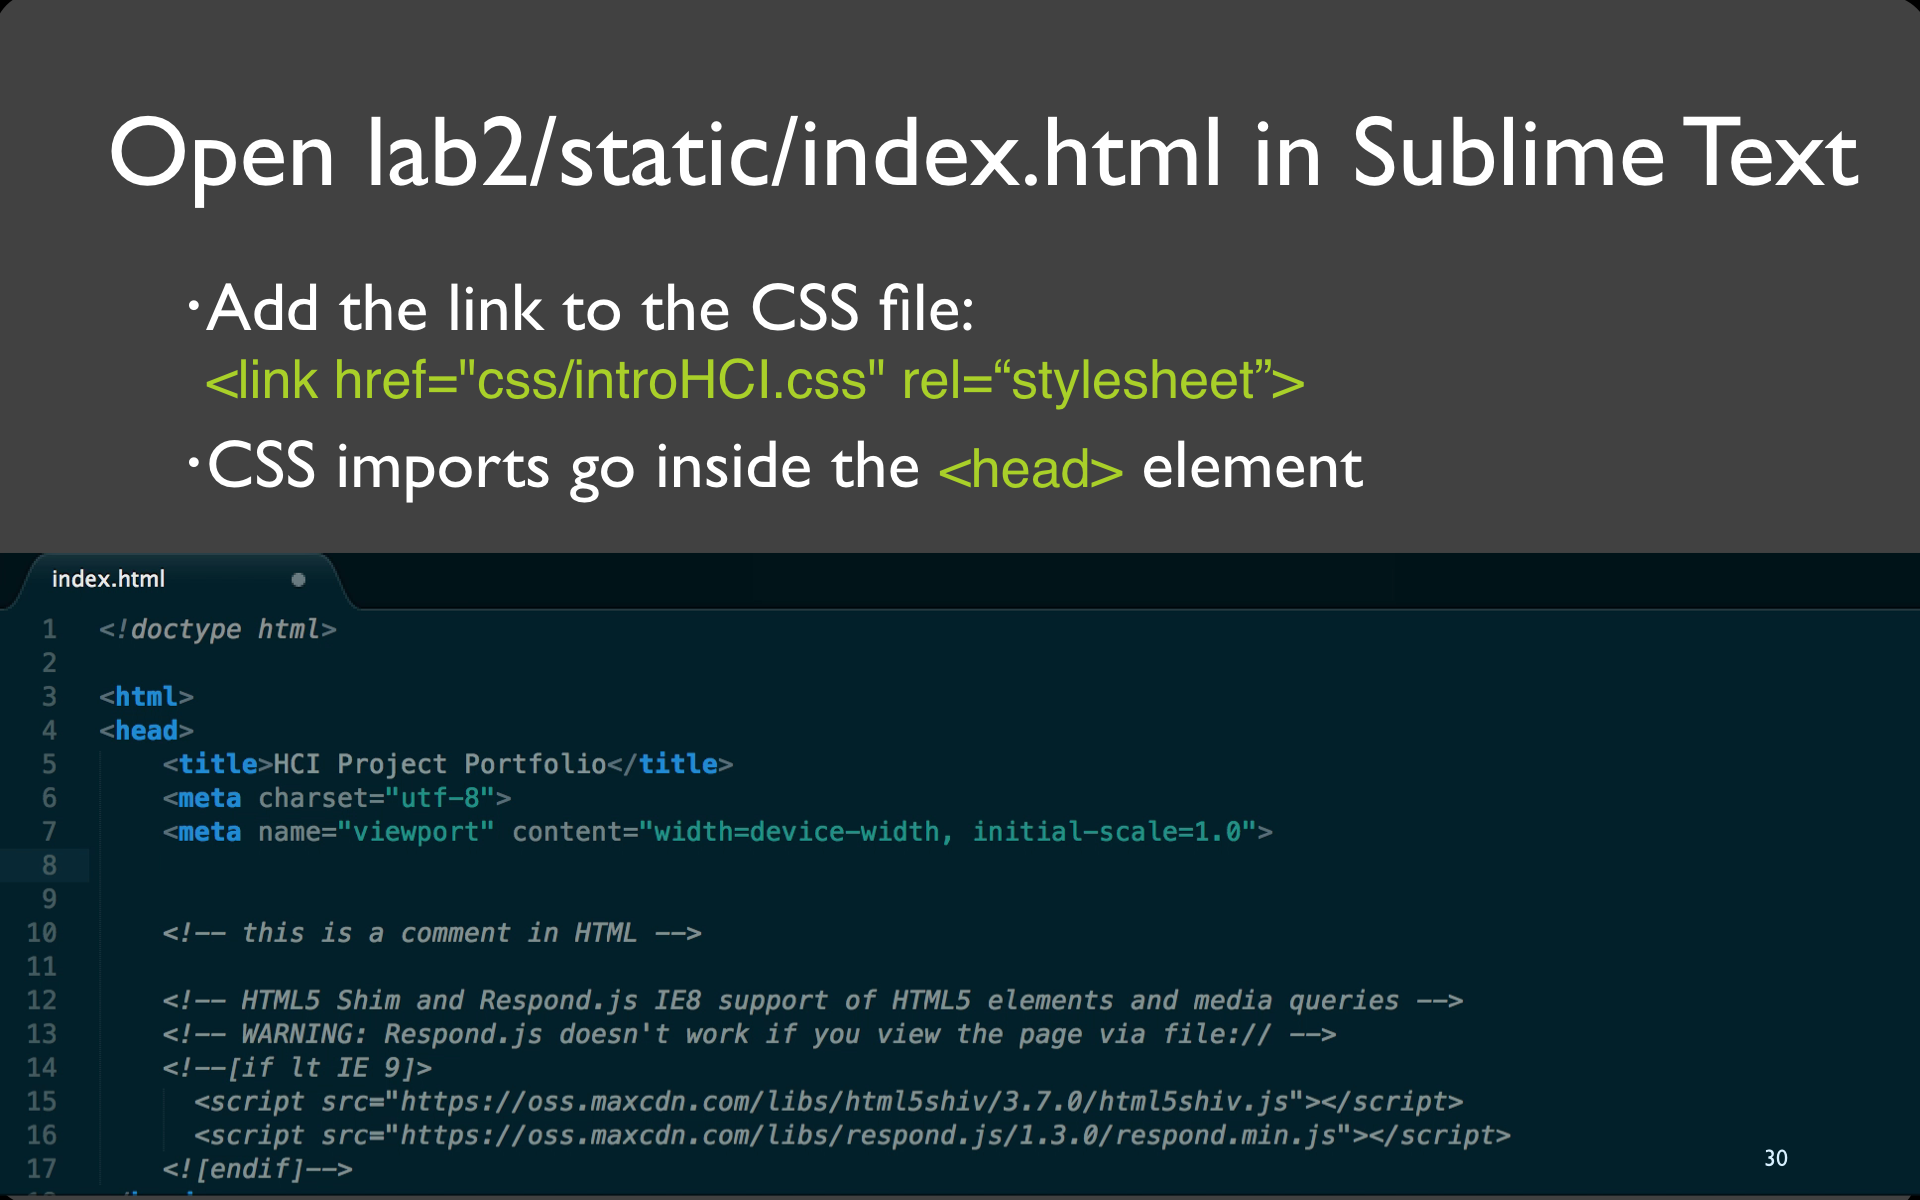 Open lab2/static/index.html in Sublime Text
•Add the link to the CSS file:
<link href="css/introHCI.css" rel=“stylesheet”>
•CSS imports go inside the <head> element
index.html
1 <!doctype html>
2
3 <html>
4 <head>
5 <title>HCI Project Portfolio</title>
6 <meta charset="utf-8">
7 <meta name="viewport" content="width=device-width, initial-scale=1.0">
8
9
10 <!-- this is a comment in HTML -->
11
12 <!-- HTML5 Shim and Respond.js IE8 support of HTML5 elements and media queries -->
13 <!-- WARNING: Respond.js doesn't work if you view the page via file:// -->
14 <!--[if lt IE 9]>
15 <script src="https://oss.maxcdn.com/libs/html5shiv/3.7.0/html5shiv.js"></script>
16 <script src="https://oss.maxcdn.com/libs/respond.js/1.3.0/respond.min.js"></script>
17 <![endif]-->
30